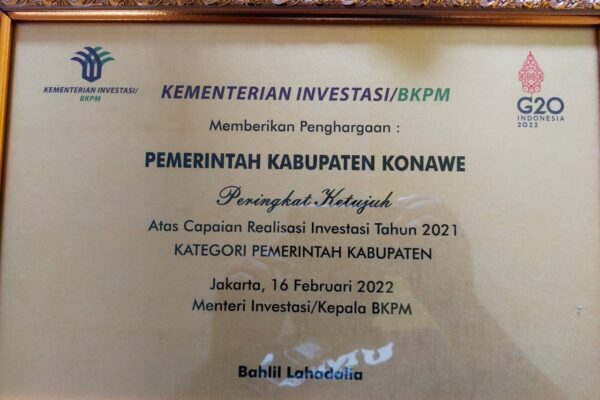 KEMENTERIAN INVESTASI/
BKPM
KEMENTERIAN INVESTASI/BKPM
G20
INDONESIA
2022
Memberikan Penghargaan :
PEMERINTAH KABUPATEN KONAWE
Peringkat Ketujuh
Atas Capaian Realisasi Investasi Tahun 2021
KATEGORI PEMERINTAH KABUPATEN
Jakarta, 16 Februari 2022
Menteri Investasi/Kepala BKPM
Bahlil Lahadalia